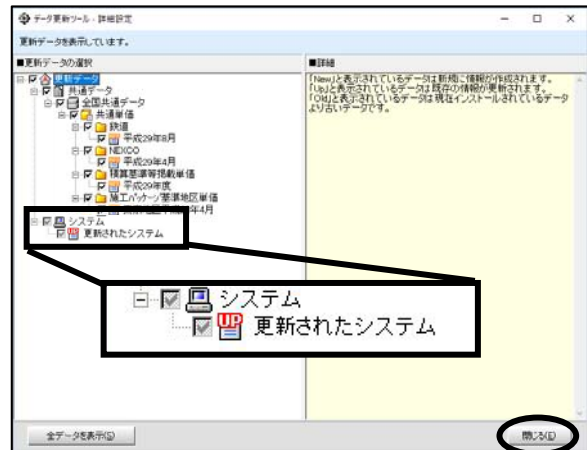 データ更新ツール - 詳細設定
更新データを表示しています。
■更新データの選択
更新データ
共通データ
全国共通データ
共通単価
鉄道
平成29年8月
NEXCO
平成29年4月
積算基準等掲載単価
平成29年度
施工パッケージ基準地区単価
年4月
システム
更新されたシステム
システム
UP 更新されたシステム
■詳細
「New」と表示されているデータは新規に情報が作成されます。
「Up」と表示されているデータは既存の情報が更新されます。
「Old」と表示されているデータは現在インストールされているデータ
より古いデータです。
全データを表示(S)
閉じる(E)